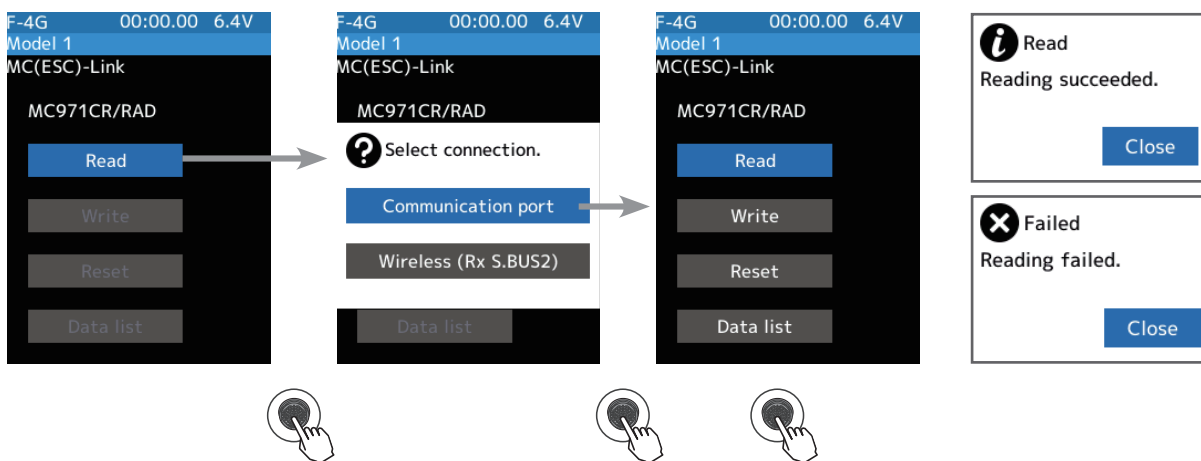 F-4G 00:00.00 6.4V
Model 1
MC(ESC)-Link
MC971CR/RAD
Read
Write
Reset
Data list
F-4G 00:00.00 6.4V
Model 1
MC(ESC)-Link
MC971CR/RAD
Select connection.
Communication port
Wireless (Rx S.BUS2)
Data list
F-4G 00:00.00 6.4V
Model 1
MC(ESC)-Link
MC971CR/RAD
Read
Write
Reset
Data list
Read
Reading succeeded.
Close
Failed
Reading failed.
Close